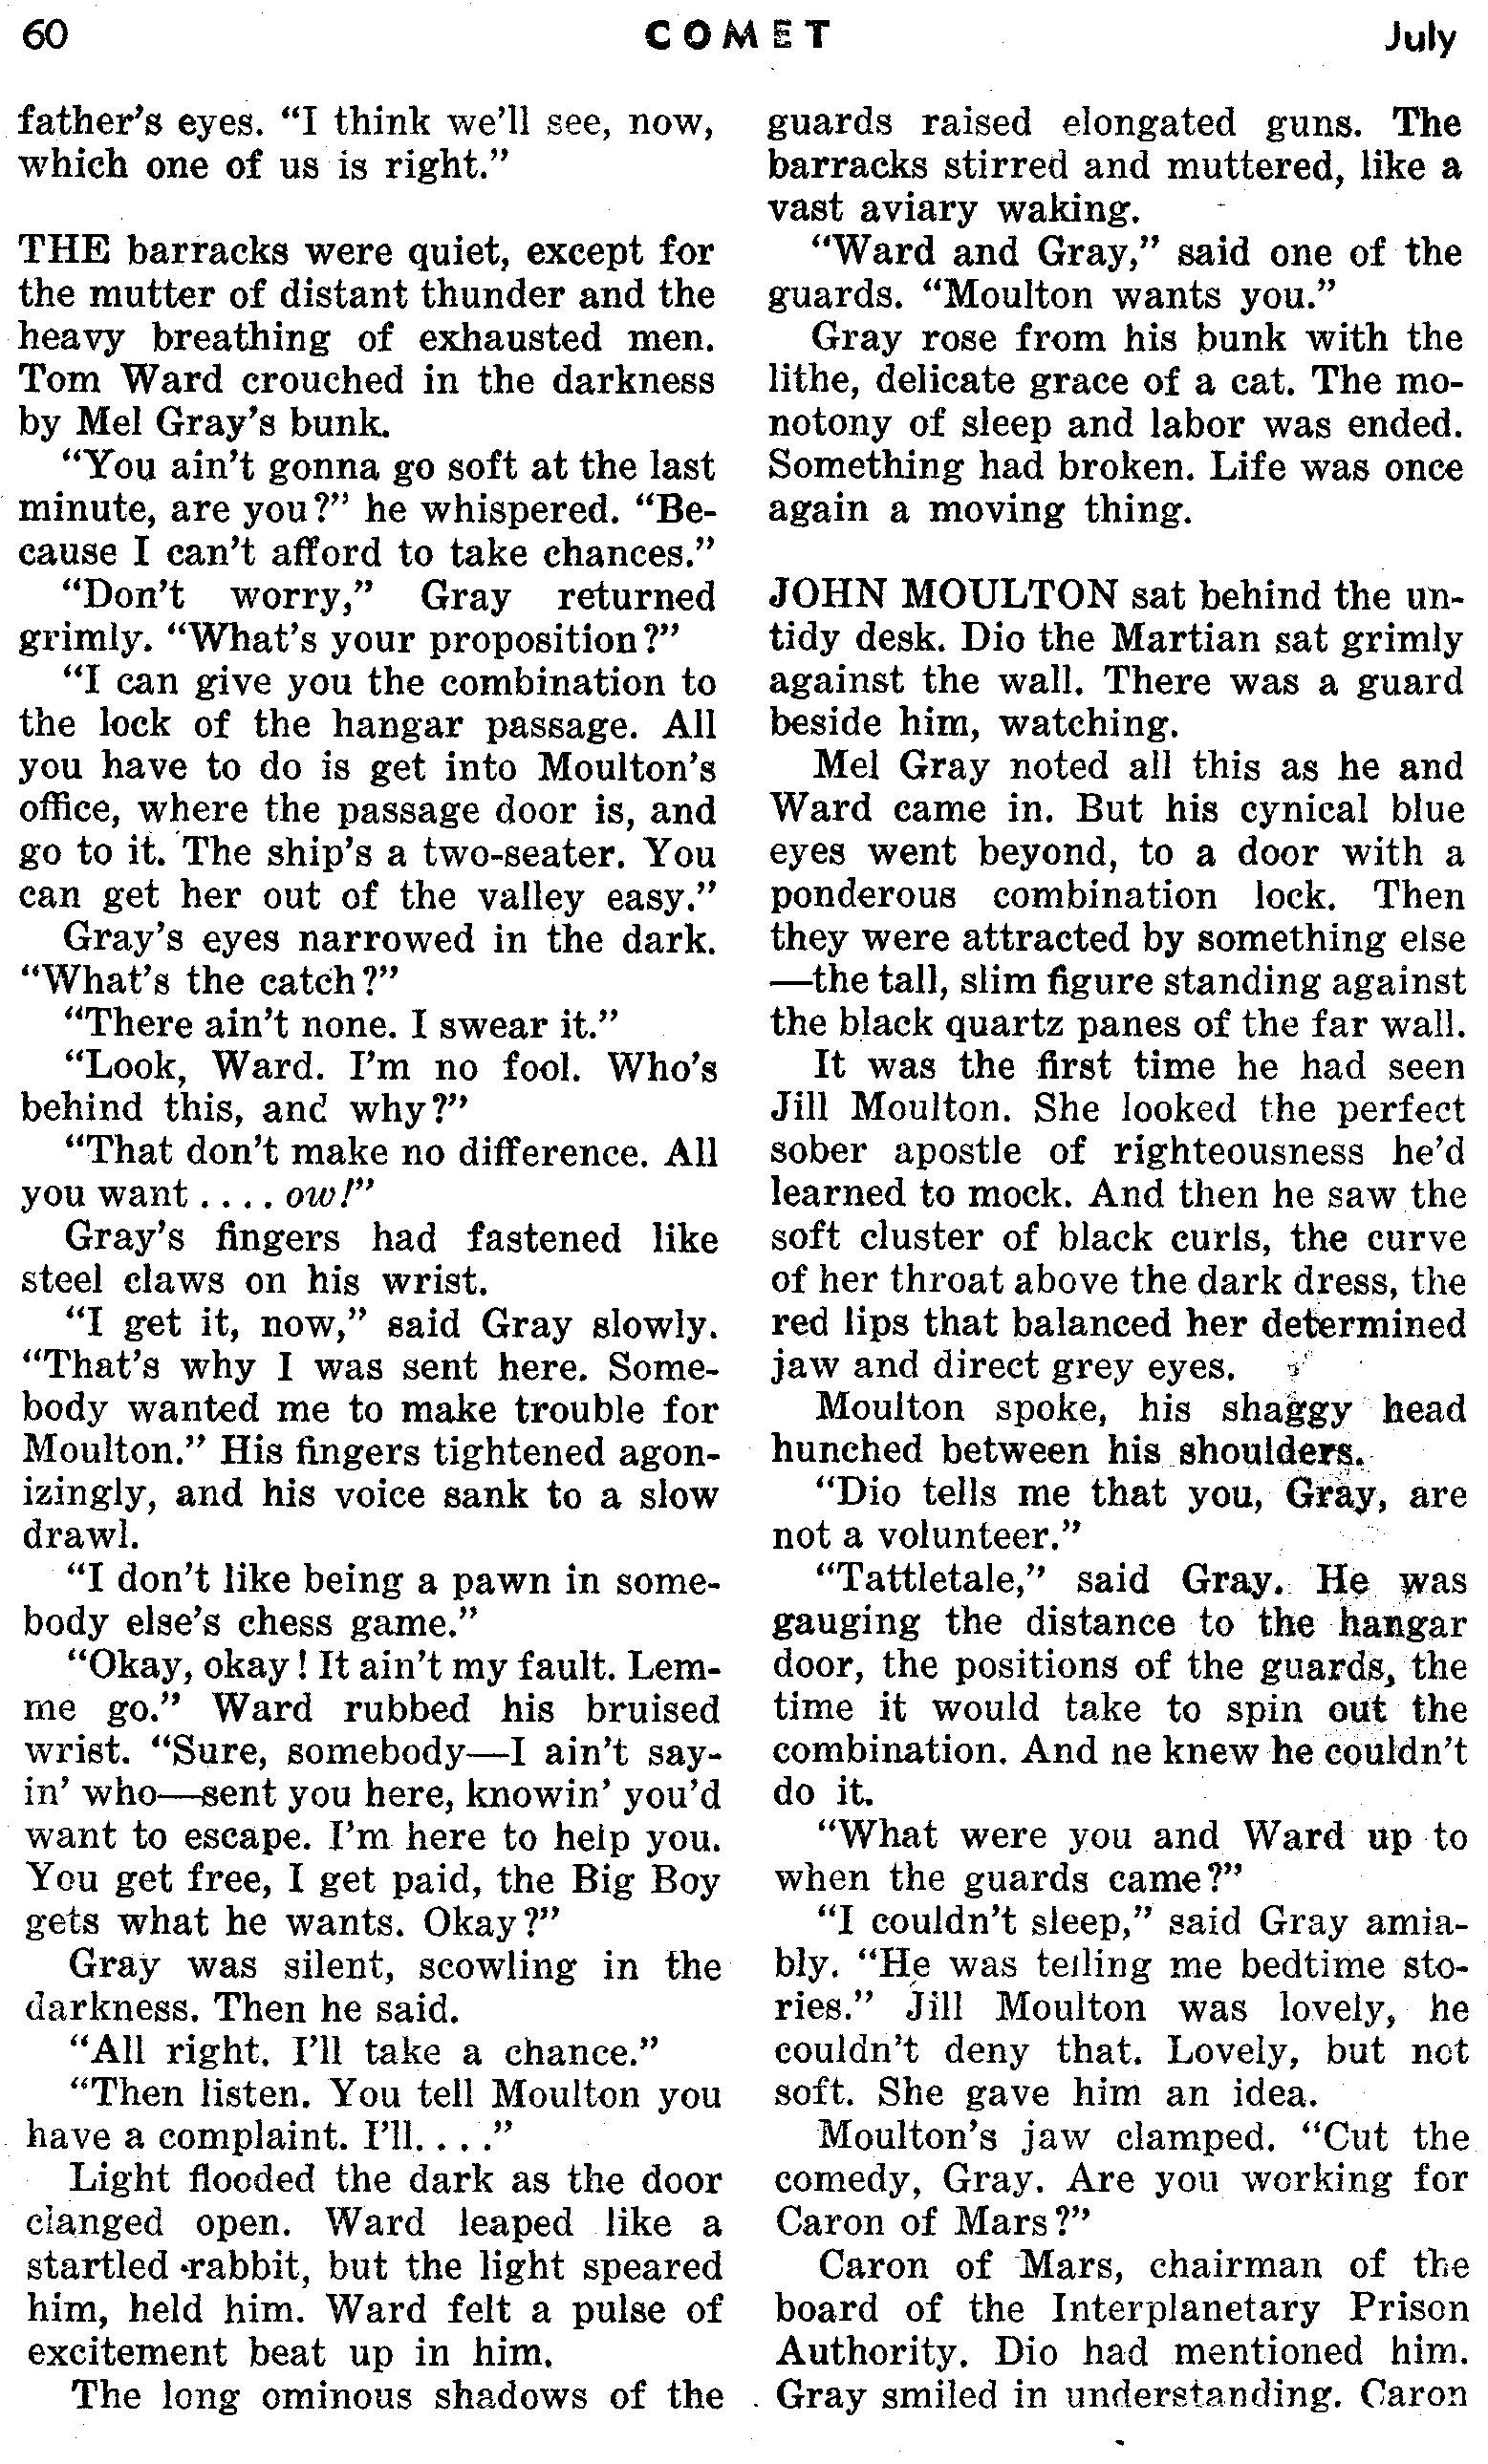 60 COMET July
father's eyes. “I think we'll see, now,
which one of us is right.”
THE barracks were quiet, except for
the mutter of distant thunder and the
heavy breathing of exhausted men.
Tom Ward crouched in the darkness
by Mel Gray's bunk.
“You ain't gonna go soft at the last
minute, are you?” he whispered. “Be-
cause I can't afford to take chances.”
“Don't worry,” Gray returned
grimly. “What's your proposition?”
“I can give you the combination to
the lock of the hangar passage. All
you have to do is get into Moulton's
office, where the passage door is, and
go to it. The ship's a two-seater. You
can get her out of the valley easy.”
Gray's eyes narrowed in the dark.
“What's the catch?”
“There ain't none. I swear it.”
“Look, Ward. I'm no fool. Who's
behind this, and why?”
“That don't make no difference. All
you want . . . . ow!”
Gray's fingers had fastened like
steel claws on his wrist.
“I get it, now,” said Gray slowly.
“That's why I was sent here. Some-
body wanted me to make trouble for
Moulton.” His fingers tightened agon-
izingly, and his voice sank to a slow
drawl.
“I don't like being a pawn in some-
body else's chess game.”
“Okay, okay! It ain't my fault. Lem-
me go.” Ward rubbed his bruised
wrist. “Sure, somebody—I ain't say-
in' who—sent you here, knowin' you'd
want to escape. I'm here to help you.
You get free, I get paid, the Big Boy
gets what he wants. Okay?”
Gray was silent, scowling in the
darkness. Then he said.
“All right. I'll take a chance.”
“Then listen. You tell Moulton you
have a complaint. I'll. . . .”
Light flooded the dark as the door
clanged open. Ward leaped like a
startled rabbit, but the light speared
him, held him. Ward felt a pulse of
excitement beat up in him.
The long ominous shadows of the
guards raised elongated guns. The
barracks stirred and muttered, like a
vast aviary waking.
“Ward and Gray,” said one of the
guards. “Moulton wants you.”
Gray rose from his bunk with the
lithe, delicate grace of a cat. The mo-
notony of sleep and labor was ended.
Something had broken. Life was once
again a moving thing.
JOHN MOULTON sat behind the un-
tidy desk. Dio the Martian sat grimly
against the wall. There was a guard
beside him, watching.
Mel Gray noted all this as he and
Ward came in. But his cynical blue
eyes went beyond, to a door with a
ponderous combination lock. Then
they were attracted by something else
—the tall, slim figure standing against
the black quartz panes of the far wall.
It was the first time he had seen
Jill Moulton. She looked the perfect
sober apostle of righteousness he'd
learned to mock. And then he saw the
soft cluster of black curls, the curve
of her throat above the dark dress, the
red lips that balanced her determined
jaw and direct grey eyes.
Moulton spoke, his shaggy head
hunched between his shoulders.
“Dio tells me that you, Gray, are
not a volunteer.”
“Tattletale,” said Gray. He was
gauging the distance to the hangar
door, the positions of the guards, the
time it would take to spin out the
combination. And he knew he couldn't
do it.
“What were you and Ward up to
when the guards came?”
“I couldn't sleep,” said Gray amia-
bly. “He was telling me bedtime sto-
ries.” Jill Moulton was lovely, he
couldn't deny that. Lovely, but not
soft. She gave him an idea.
Moulton's jaw clamped. “Cut the
comedy, Gray. Are you working for
Caron of Mars?”
Caron of Mars, chairman of the
board of the Interplanetary Prison
Authority. Dio had mentioned him.
Gray smiled in understanding. Caron